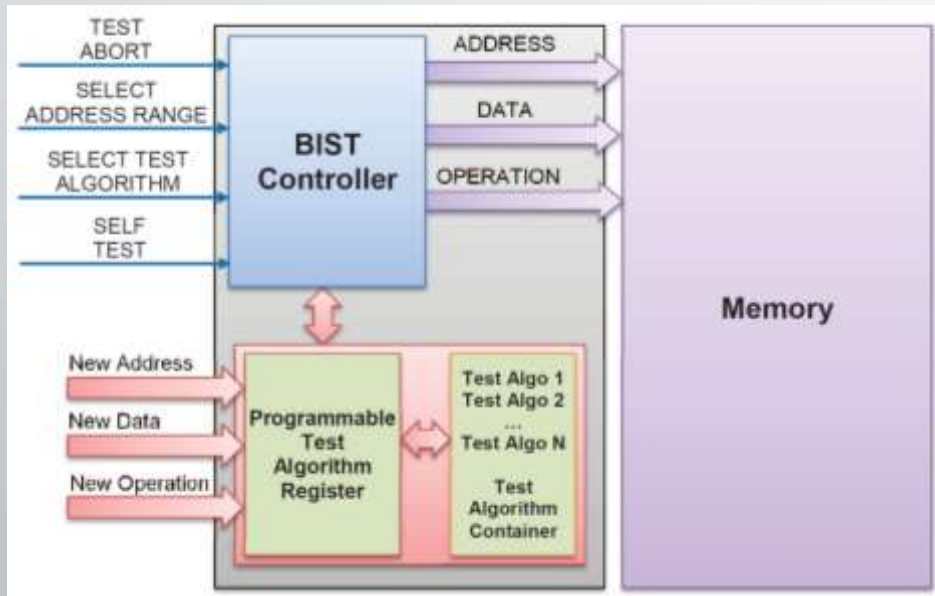 TEST
ABORT
SELECT
ADDRESS RANGE
SELECT TEST
ALGORITHM
SELF
TEST
BIST
Controller
ADDRESS
DATA
OPERATION
Memory
New Address
New Data
New Operation
Programmable
Test
Algorithm
Register
Test Algo 1
Test Algo 2
...
Test Algo N
Test
Algorithm
Container